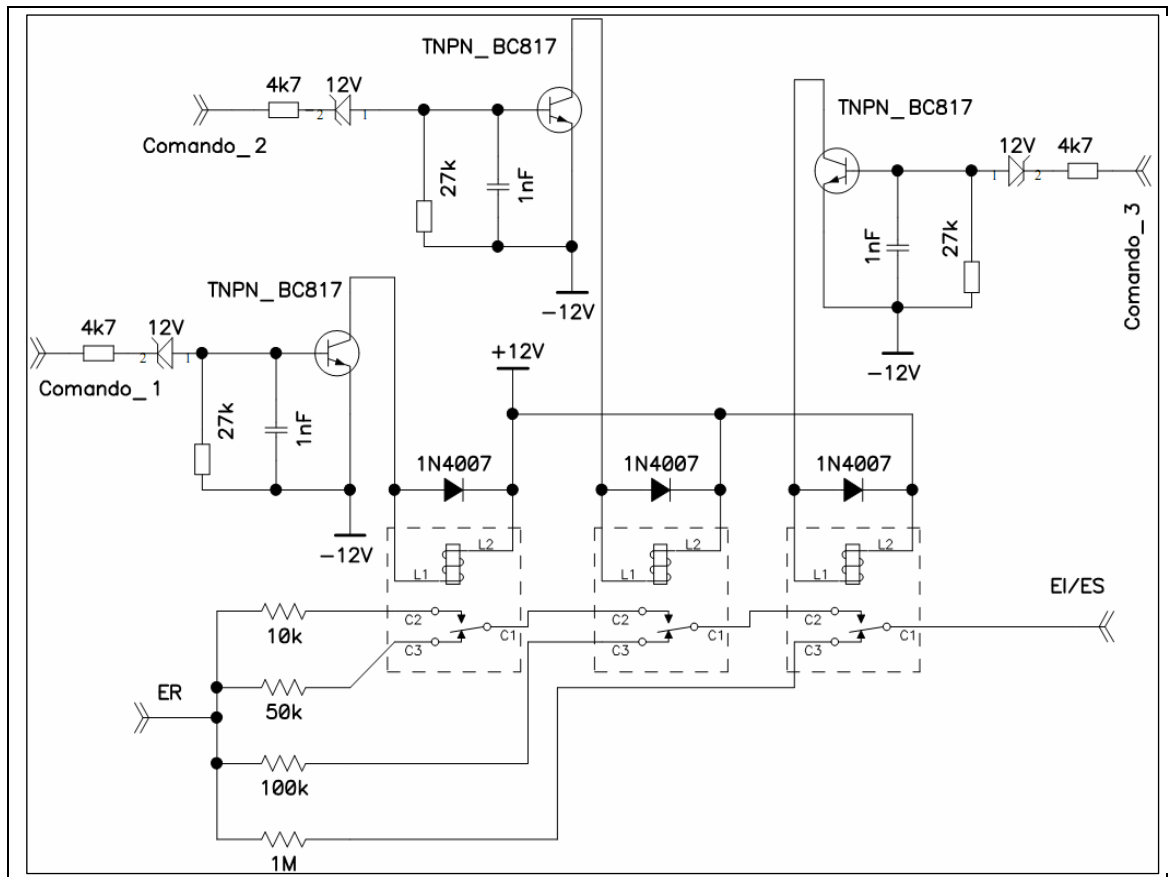 TNPN_BC817
4k7
12V
2
1
Comando_2
27k
1nF
-12V
TNPN_BC817
12V
4k7
1
2
1nF
27k
Comando_3
-12V
TNPN_BC817
4k7
12V
2
1
Comando_1
27k
1nF
-12V
+12V
1N4007
1N4007
1N4007
L2
L1
L2
L1
L2
L1
C2
C1
C3
C2
C1
C3
C2
C1
C3
EI/ES
10k
ER
50k
100k
1M